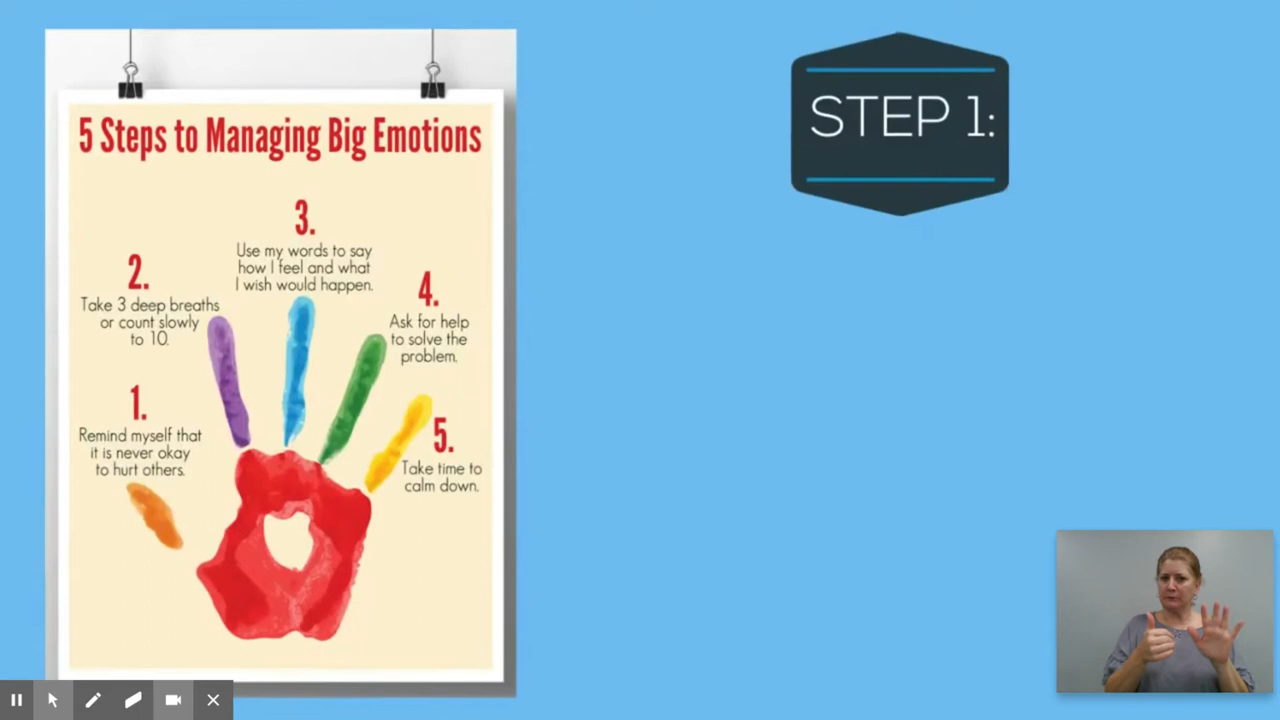 5 Steps to Managing Big Emotions
1.
Remind myself that
it is never okay
to hurt others.
2.
Take 3 deep breaths
or count slowly
to 10.
3.
Use my words to say
how I feel and what
I wish would happen.
4.
Ask for help
to solve the
problem.
5.
Take time to
calm down.
STEP 1: